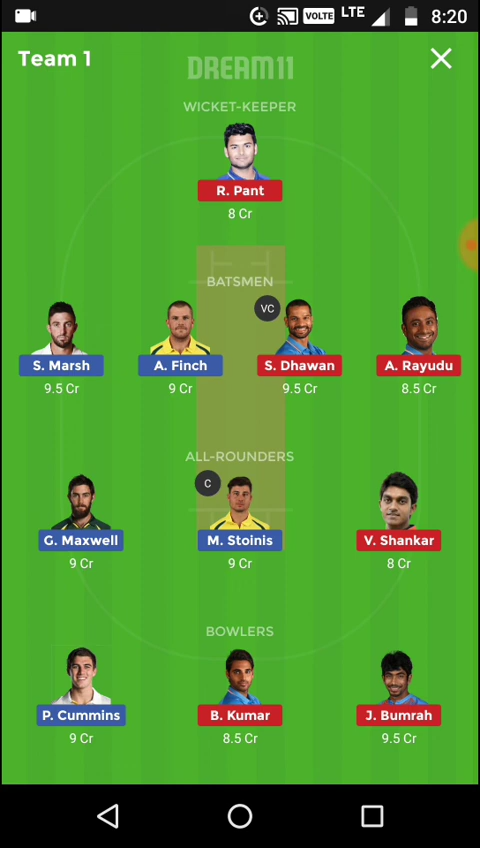 VOLTE LTE 8:20
Team 1
DREAM11
WICKET-KEEPER
R. Pant
8 Cr
BATSMEN
VC
S. Marsh A. Finch S. Dhawan A. Rayudu
9.5 Cr 9 Cr 9.5 Cr 8.5 Cr
ALL-ROUNDERS
C
G. Maxwell M. Stoinis V. Shankar
9 Cr 9 Cr 8 Cr
BOWLERS
P. Cummins B. Kumar J. Bumrah
9 Cr 8.5 Cr 9.5 Cr